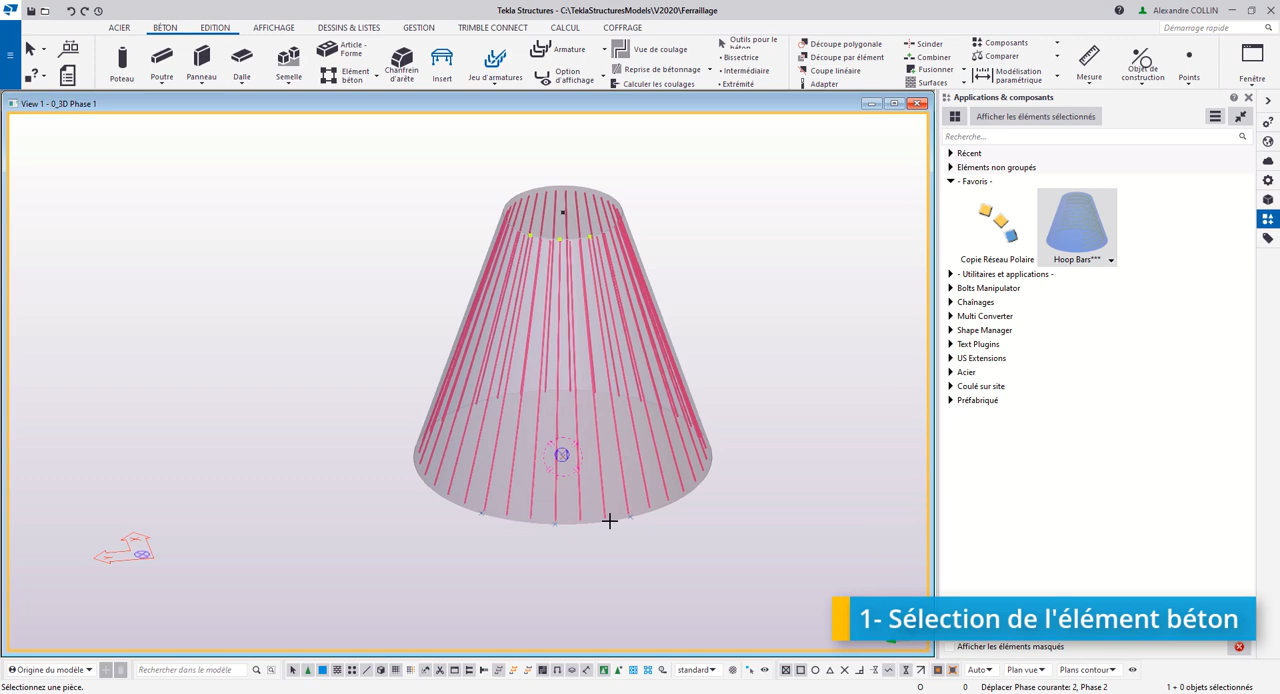 Tekla Structures - C:\TeklaStructuresModels\V2020\Ferraillage
Alexandre COLLIN
ACIER
BÉTON
EDITION
AFFICHAGE
DESSINS & LISTES
GESTION
TRIMBLE CONNECT
CALCUL
COFFRAGE
Démarrage rapide
Poteau
Poutre
Panneau
Dalle
Semelle
Article -
Forme
Elément
béton
Chanfrein
d'arête
Insert
Jeu d'armatures
Armature
Option
d'affichage
Vue de coulage
Reprise de bétonnage
Calculer les coulages
Outils pour le
béton
Bissectrice
Intermédiaire
Extrémité
Découpe polygonale
Découpe par élément
Coupe linéaire
Adapter
Scinder
Combiner
Fusionner
Surfaces
Composants
Comparer
Modélisation
paramétrique
Mesure
Objet de
construction
Points
Fenêtre
View 1 - 0_3D Phase 1
Applications & composants
Afficher les éléments sélectionnés
Recherche...
Récent
Eléments non groupés
- Favoris -
Copie Réseau Polaire
Hoop Bars***
- Utilitaires et applications -
Bolts Manipulator
Chaînages
Multi Converter
Shape Manager
Text Plugins
US Extensions
Acier
Coulé sur site
Préfabriqué
1- Sélection de l'élément béton
Afficher les éléments masqués
Origine du modèle
Rechercher dans le modèle
standard
Auto
Plan vue
Plans contour
Sélectionnez une pièce.
O
0
Déplacer Phase courante: 2, Phase 2
1 + 0 objets sélectionnés